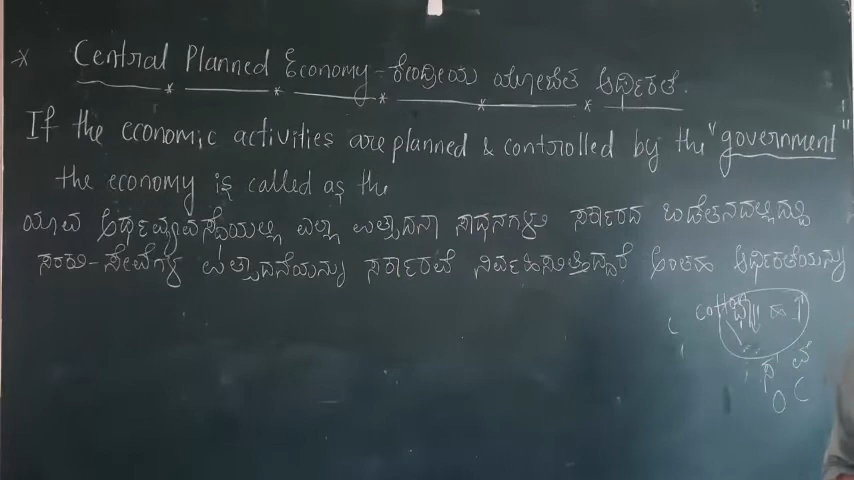 Central Planned Economy - ಕೇಂದ್ರೀಯ ಯೋಜಿತ ಆರ್ಥಿಕತೆ.
If the economic activities are planned & controlled by the "government"
the economy is called as the
ಯಾವ ಅರ್ಥವ್ಯವಸ್ಥೆಯಲ್ಲಿ ಎಲ್ಲಾ ಉತ್ಪಾದನಾ ಸಾಧನಗಳು ಸರ್ಕಾರದ ಒಡೆತನದಲ್ಲಿದ್ದು
ಸರಕು-ಸೇವೆಗಳ ಉತ್ಪಾದನೆಯನ್ನು ಸರ್ಕಾರವೆ ನಿರ್ವಹಿಸುತ್ತಿದ್ದರೆ ಅಂತಹ ಆರ್ಥಿಕತೆಯನ್ನು